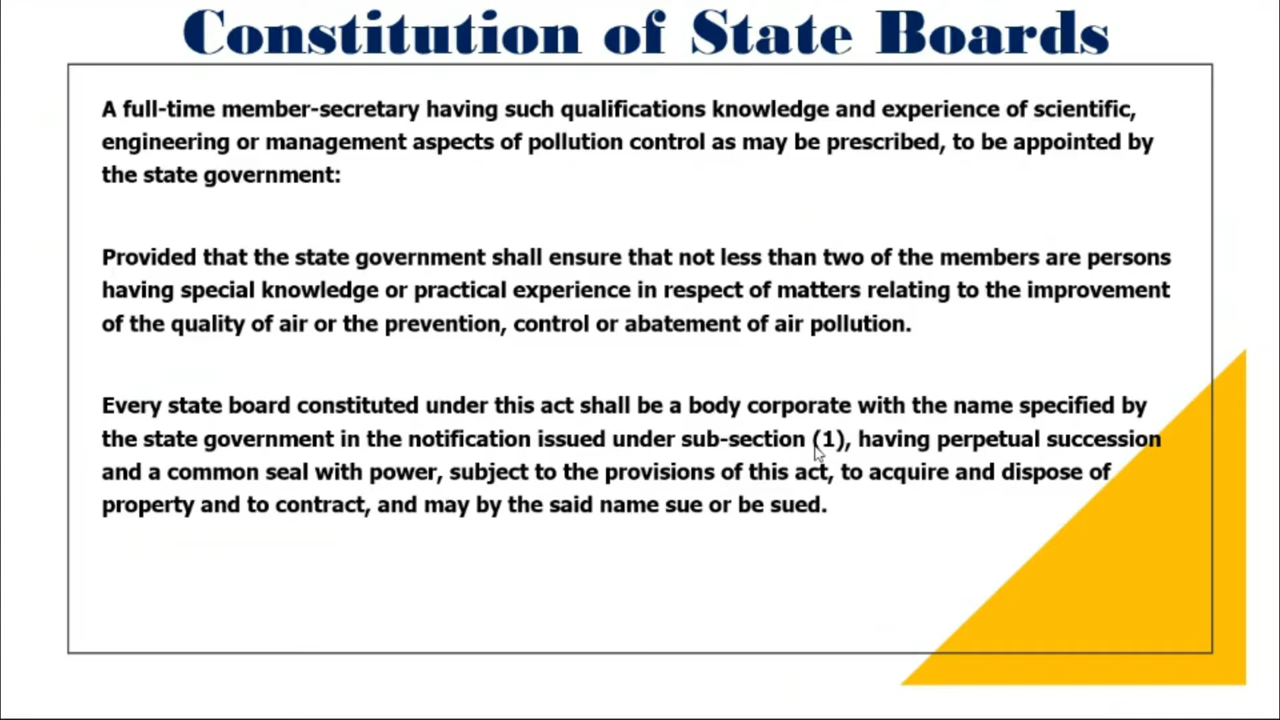 Constitution of State Boards
A full-time member-secretary having such qualifications knowledge and experience of scientific,
engineering or management aspects of pollution control as may be prescribed, to be appointed by
the state government:
Provided that the state government shall ensure that not less than two of the members are persons
having special knowledge or practical experience in respect of matters relating to the improvement
of the quality of air or the prevention, control or abatement of air pollution.
Every state board constituted under this act shall be a body corporate with the name specified by
the state government in the notification issued under sub-section (1), having perpetual succession
and a common seal with power, subject to the provisions of this act, to acquire and dispose of
property and to contract, and may by the said name sue or be sued.